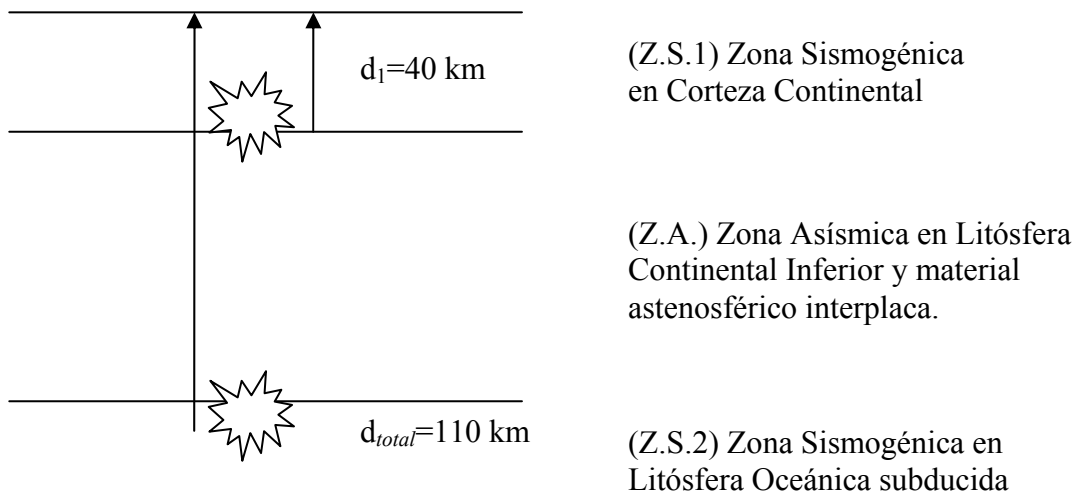 d₁=40 km
(Z.S.1) Zona Sismogénica
en Corteza Continental
(Z.A.) Zona Asísmica en Litósfera
Continental Inferior y material
astenosférico interplaca.
d_total=110 km
(Z.S.2) Zona Sismogénica en
Litósfera Oceánica subducida